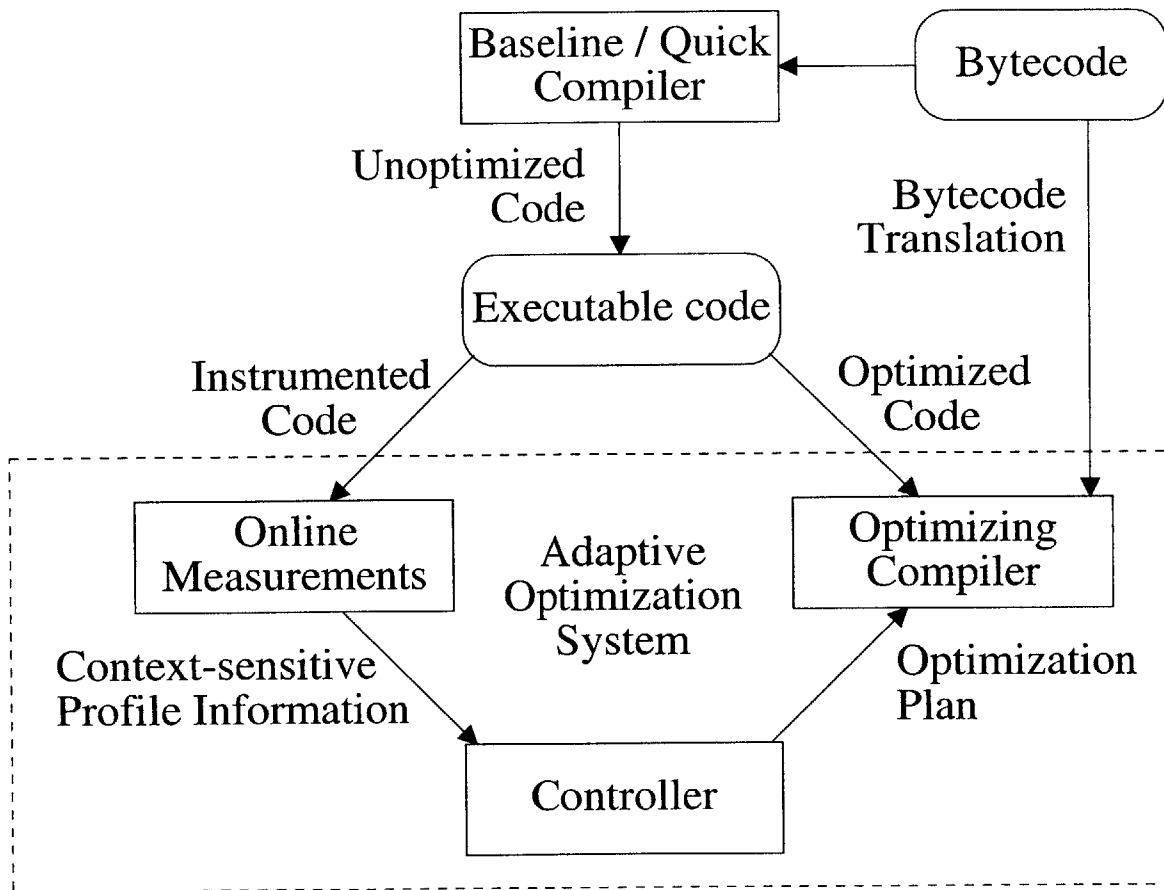 Baseline / Quick
Compiler
Bytecode
Unoptimized
Code
Bytecode
Translation
Executable code
Instrumented
Code
Optimized
Code
Online
Measurements
Adaptive
Optimization
System
Optimizing
Compiler
Context-sensitive
Profile Information
Optimization
Plan
Controller